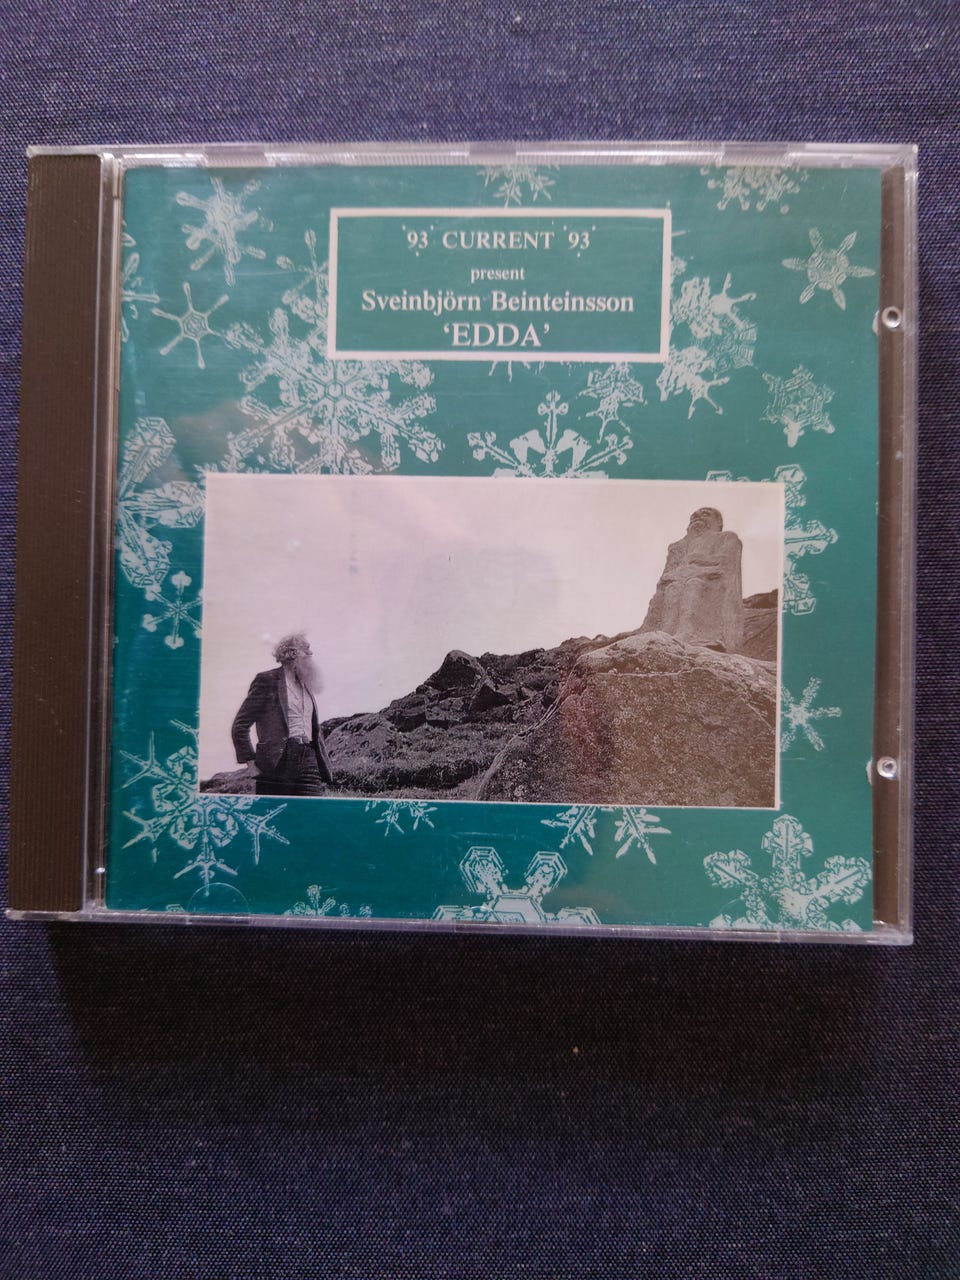 '93' CURRENT '93'
present
Sveinbjörn Beinteinsson
'EDDA'